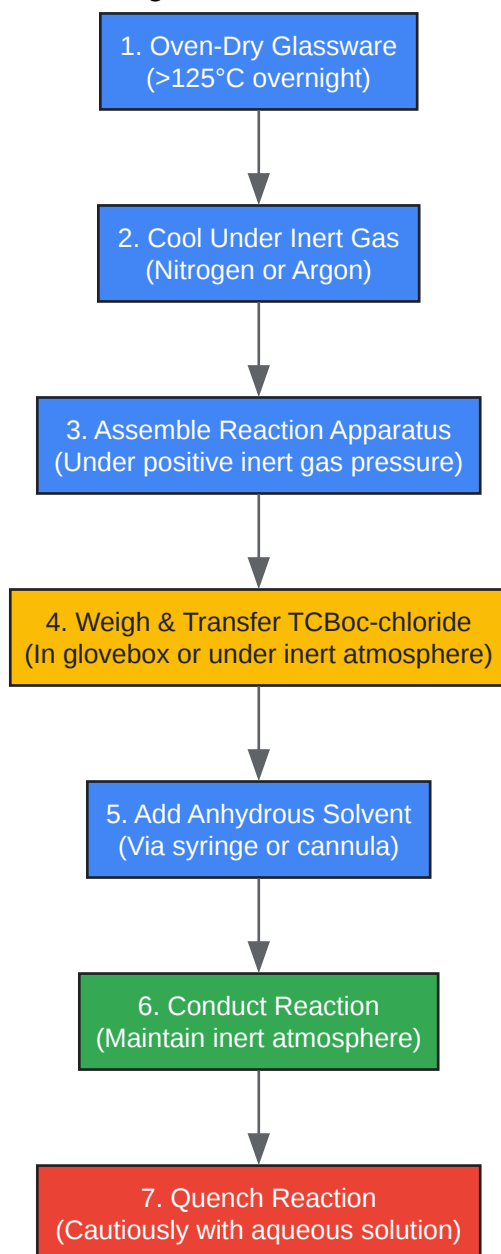 1. Oven-Dry Glassware
(>125°C overnight)
2. Cool Under Inert Gas
(Nitrogen or Argon)
3. Assemble Reaction Apparatus
(Under positive inert gas pressure)
4. Weigh & Transfer TCBoc-chloride
(In glovebox or under inert atmosphere)
5. Add Anhydrous Solvent
(Via syringe or cannula)
6. Conduct Reaction
(Maintain inert atmosphere)
7. Quench Reaction
(Cautiously with aqueous solution)